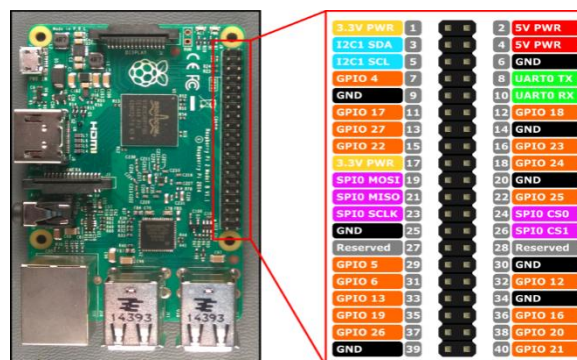 DISPLAY
HDMI
CAMERA
14393 14393
3.3V PWR 1 2 5V PWR
I2C1 SDA 3 4 5V PWR
I2C1 SCL 5 6 GND
GPIO 4 7 8 UART0 TX
GND 9 10 UART0 RX
GPIO 17 11 12 GPIO 18
GPIO 27 13 14 GND
GPIO 22 15 16 GPIO 23
3.3V PWR 17 18 GPIO 24
SPI0 MOSI 19 20 GND
SPI0 MISO 21 22 GPIO 25
SPI0 SCLK 23 24 SPI0 CS0
GND 25 26 SPI0 CS1
Reserved 27 28 Reserved
GPIO 5 29 30 GND
GPIO 6 31 32 GPIO 12
GPIO 13 33 34 GND
GPIO 19 35 36 GPIO 16
GPIO 26 37 38 GPIO 20
GND 39 40 GPIO 21